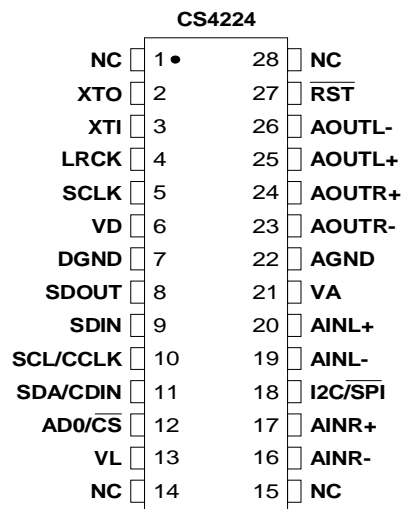 CS4224
NC 1 28 NC
XTO 2 27 RST
XTI 3 26 AOUTL-
LRCK 4 25 AOUTL+
SCLK 5 24 AOUTR+
VD 6 23 AOUTR-
DGND 7 22 AGND
SDOUT 8 21 VA
SDIN 9 20 AINL+
SCL/CCLK 10 19 AINL-
SDA/CDIN 11 18 I2C/SPI
AD0/CS 12 17 AINR+
VL 13 16 AINR-
NC 14 15 NC